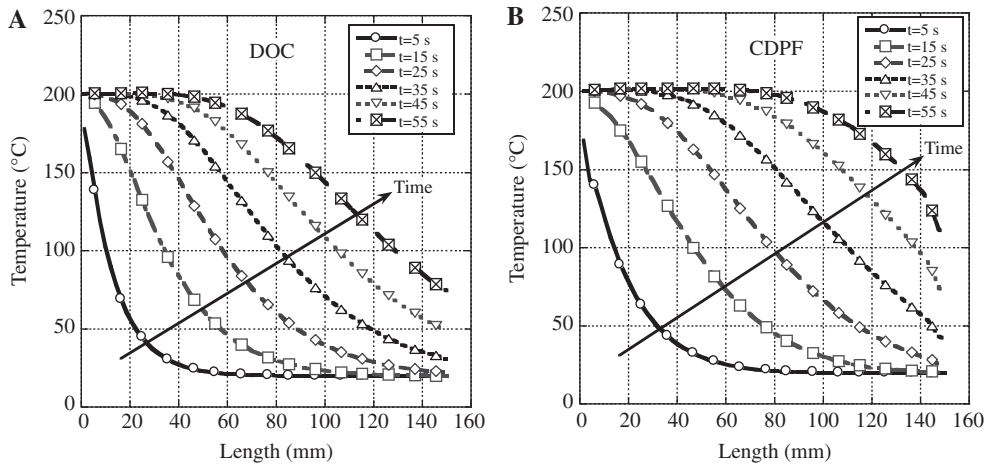 A
DOC
t=5 s
t=15 s
t=25 s
t=35 s
t=45 s
t=55 s
Time
Temperature (°C)
250
200
150
100
50
0
0 20 40 60 80 100 120 140 160
Length (mm)
B
CDPF
t=5 s
t=15 s
t=25 s
t=35 s
t=45 s
t=55 s
Time
Temperature (°C)
250
200
150
100
50
0
0 20 40 60 80 100 120 140 160
Length (mm)